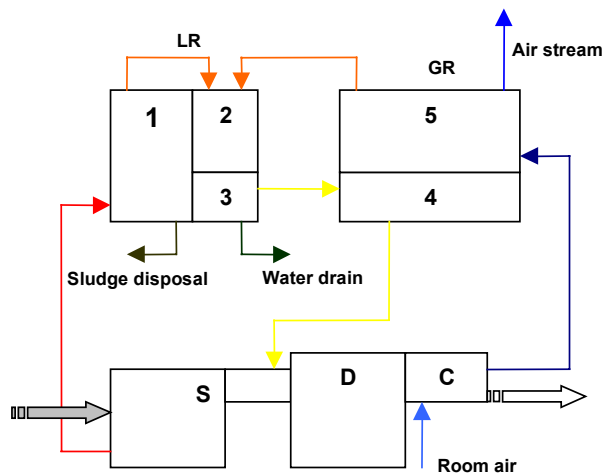 LR
Air stream
GR
1
2
5
3
4
Sludge disposal
Water drain
S
D
C
Room air